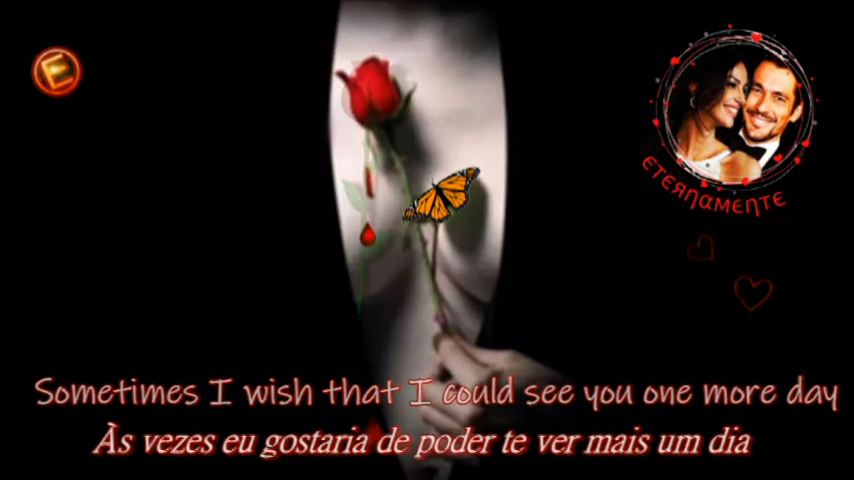 E
ETERNAMENTE
Sometimes I wish that I could see you one more day
Às vezes eu gostaria de poder te ver mais um dia